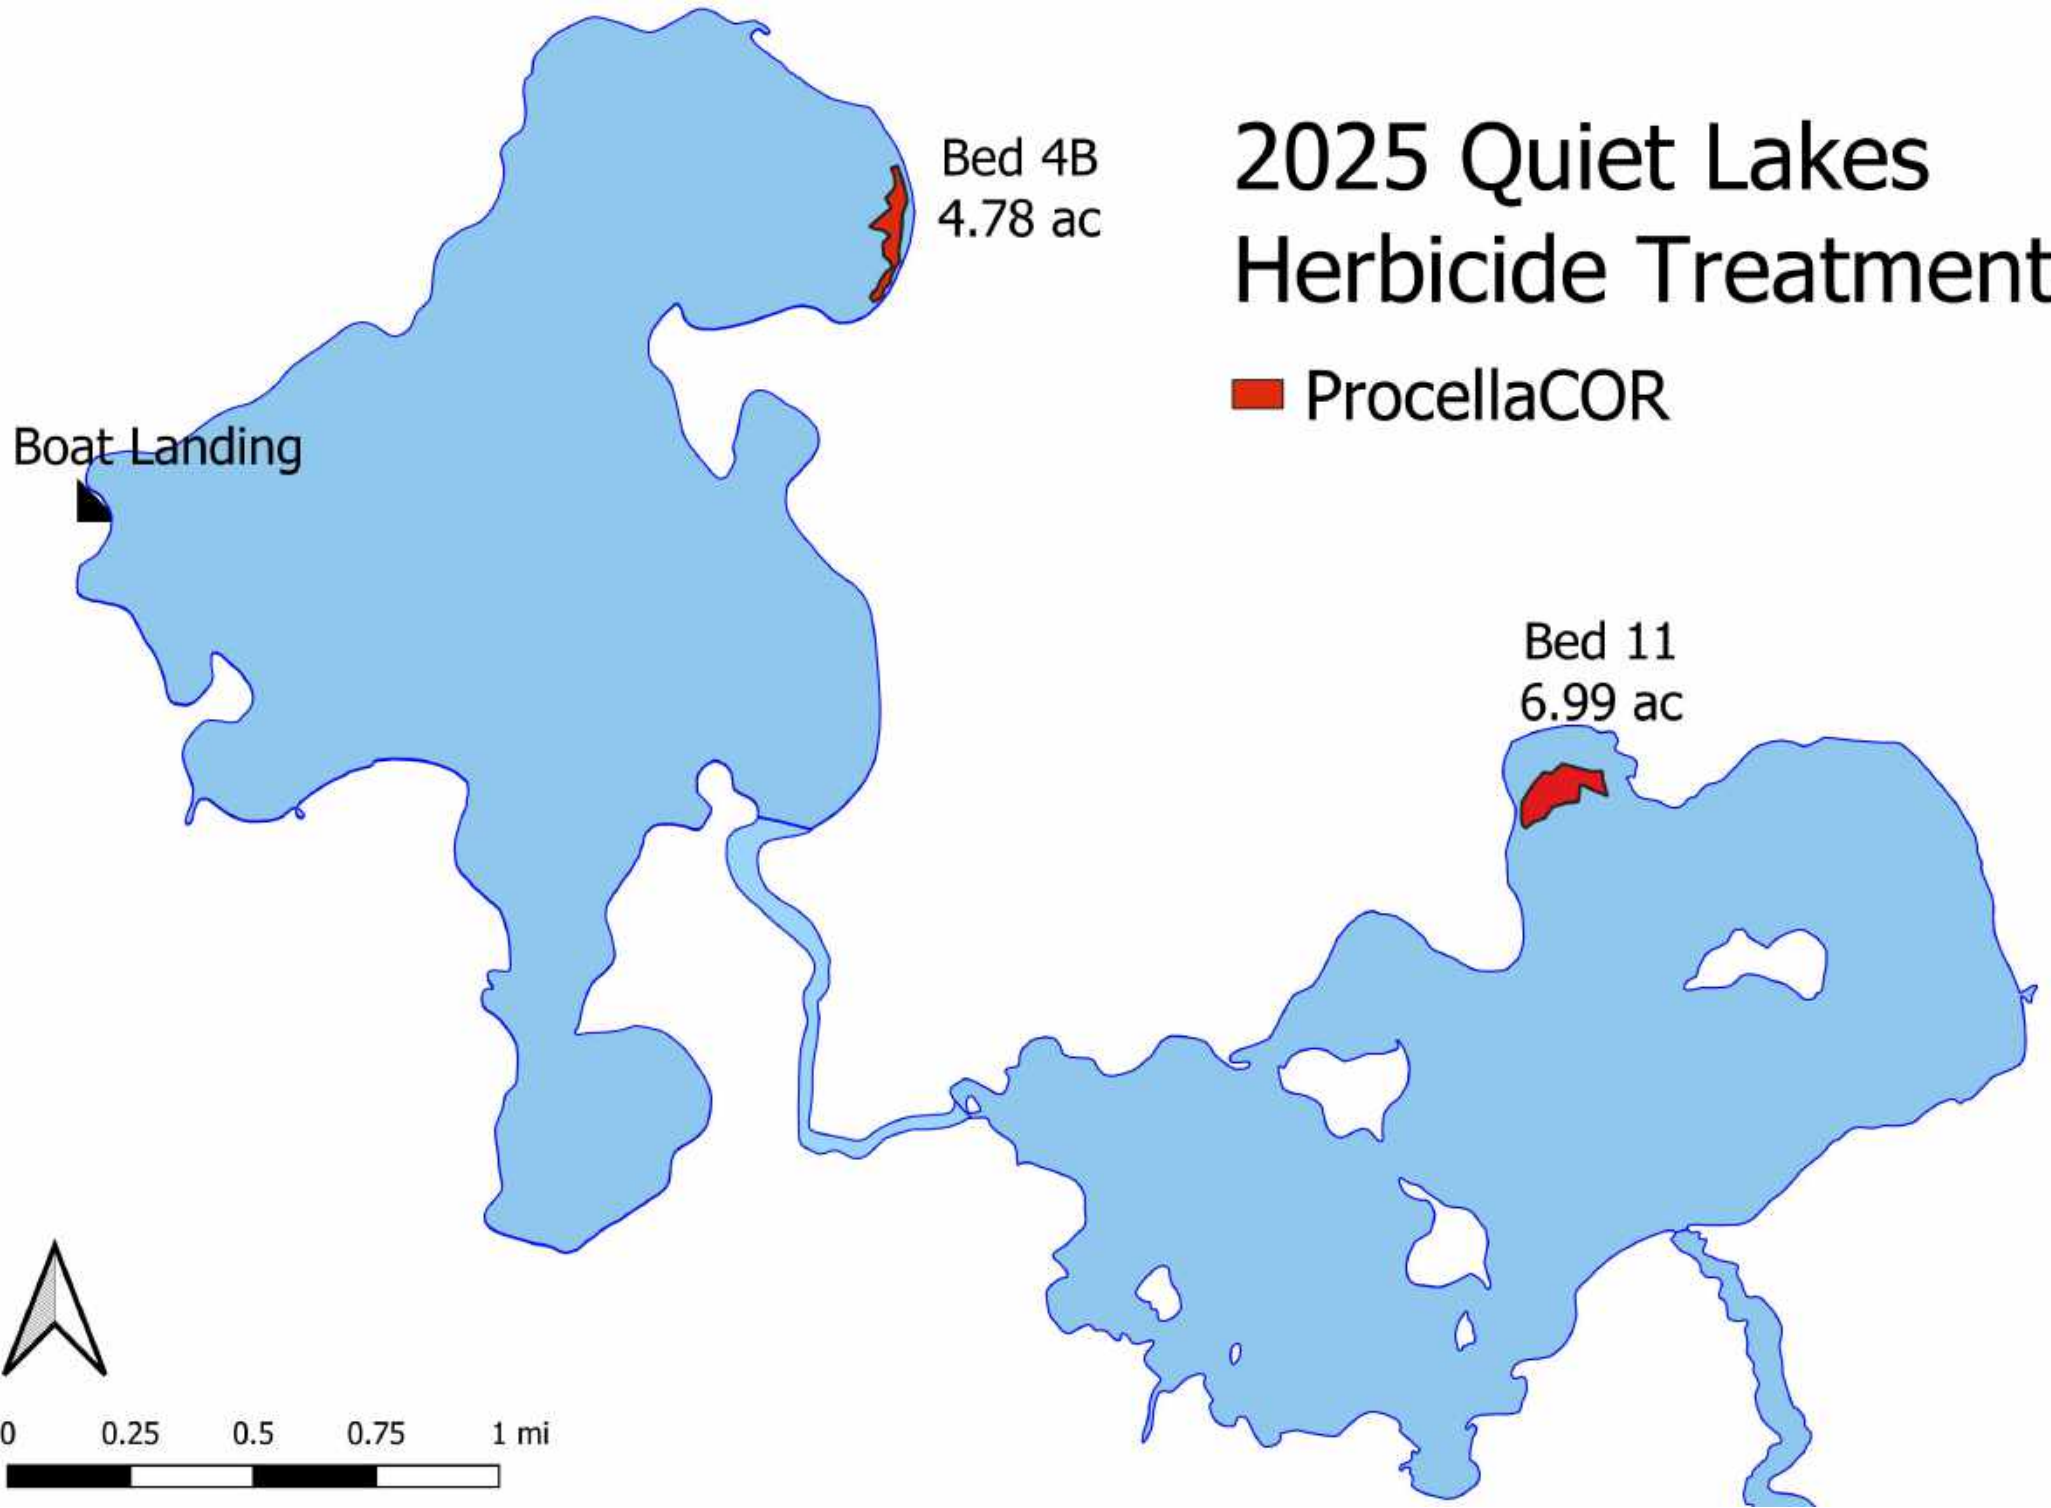 2025 Quiet Lakes
Herbicide Treatment
ProcellaCOR
Bed 4B
4.78 ac
Boat Landing
Bed 11
6.99 ac
0 0.25 0.5 0.75 1 mi